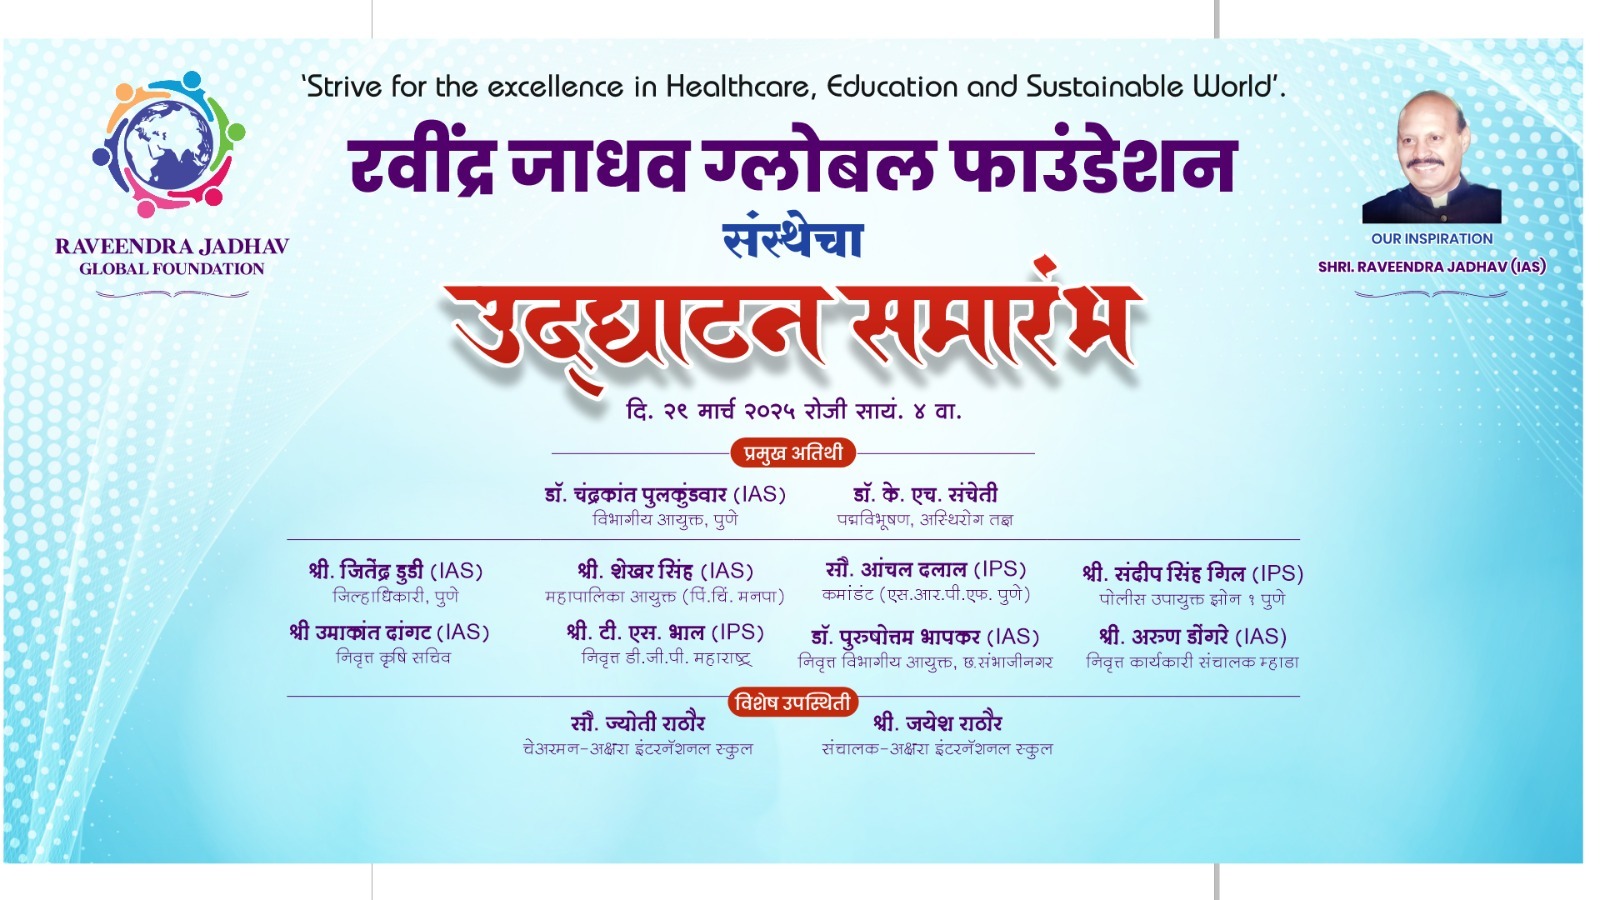 'Strive for the excellence in Healthcare, Education and Sustainable World'.
रवींद्र जाधव ग्लोबल फाउंडेशन
संस्थेचा
उद्‌घाटन समारंभ
RAVEENDRA JADHAV
GLOBAL FOUNDATION
OUR INSPIRATION
SHRI. RAVEENDRA JADHAV (IAS)
दि. २९ मार्च २०२५ रोजी सायं. ४ वा.
प्रमुख अतिथी
डॉ. चंद्रकांत पुलकुंडवार (IAS)
विभागीय आयुक्त, पुणे
डॉ. के. एच. संचेती
पद्मविभूषण, अस्थिरोग तज्ञ
श्री. जितेंद्र डुडी (IAS)
जिल्हाधिकारी, पुणे
श्री. शेखर सिंह (IAS)
महापालिका आयुक्त (पिं.चिं. मनपा)
सौ. आंचल दलाल (IPS)
कमांडंट (एस.आर.पी.एफ. पुणे)
श्री. संदीप सिंह गिल (IPS)
पोलीस उपायुक्त झोन १ पुणे
श्री उमाकांत दांगट (IAS)
निवृत्त कृषि सचिव
श्री. टी. एस. भाल (IPS)
निवृत्त डी.जी.पी. महाराष्ट्र
डॉ. पुरुषोत्तम भापकर (IAS)
निवृत्त विभागीय आयुक्त, छ.संभाजीनगर
श्री. अरुण डोंगरे (IAS)
निवृत्त कार्यकारी संचालक म्हाडा
विशेष उपस्थिती
सौ. ज्योती राठौर
चेअरमन-अक्षरा इंटरनॅशनल स्कुल
श्री. जयेश राठौर
संचालक-अक्षरा इंटरनॅशनल स्कुल